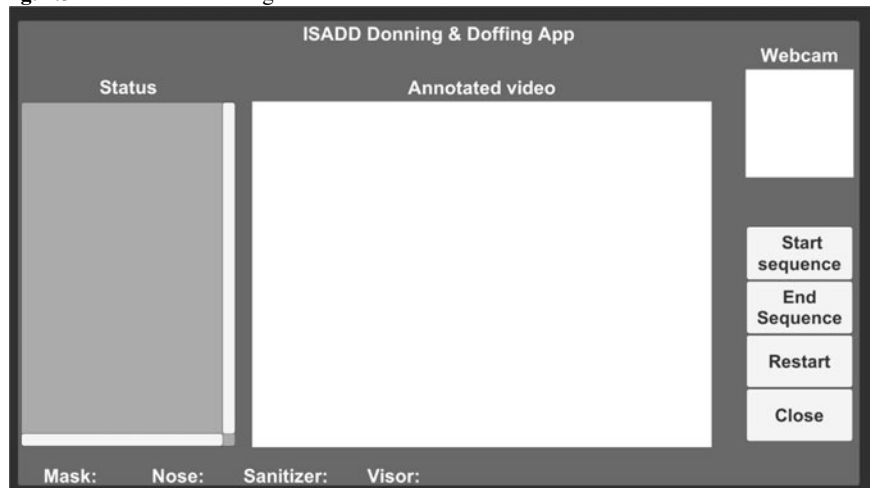 ISADD Donning & Doffing App
Webcam
Status
Annotated video
Start
sequence
End
Sequence
Restart
Close
Mask: Nose: Sanitizer: Visor: